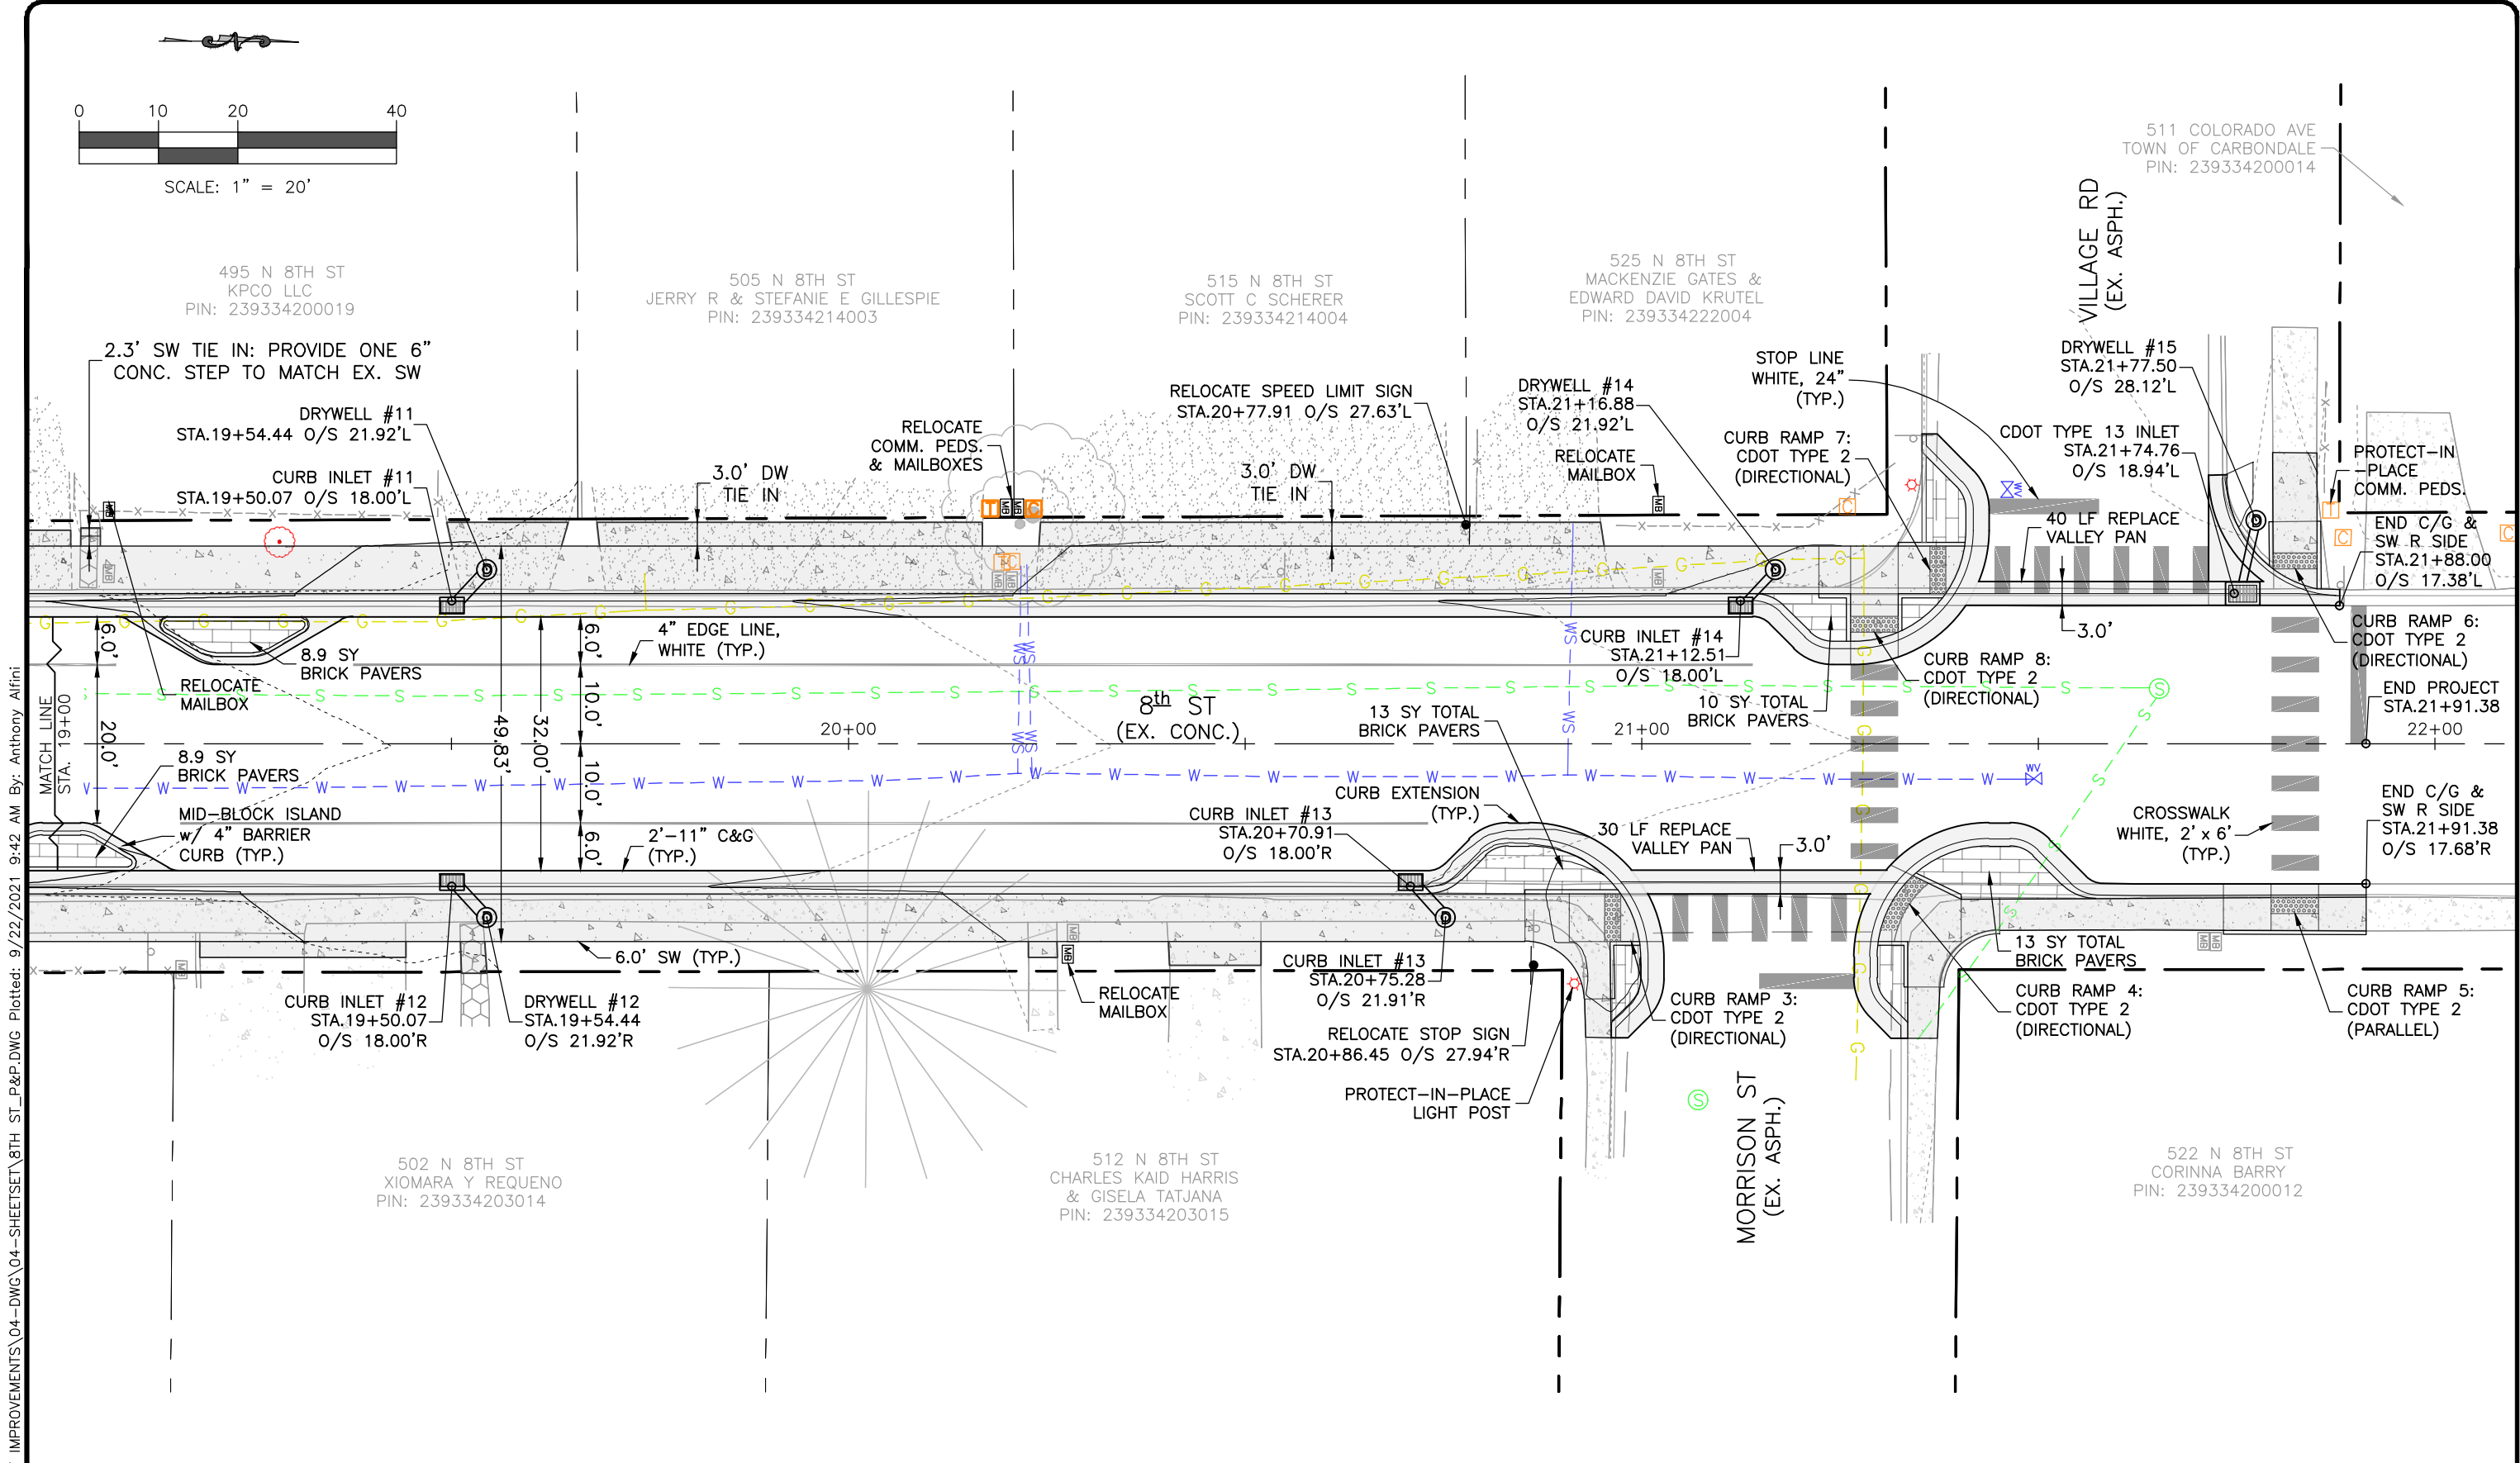 0 10 20 40
SCALE: 1" = 20'
511 COLORADO AVE
TOWN OF CARBONDALE
PIN: 239334200014
VILLAGE RD
(EX. ASPH.)
495 N 8TH ST
KPCO LLC
PIN: 239334200019
505 N 8TH ST
JERRY R & STEFANIE E GILLESPIE
PIN: 239334214003
515 N 8TH ST
SCOTT C SCHERER
PIN: 239334214004
525 N 8TH ST
MACKENZIE GATES &
EDWARD DAVID KRUTEL
PIN: 239334222004
2.3' SW TIE IN: PROVIDE ONE 6"
CONC. STEP TO MATCH EX. SW
DRYWELL #11
STA.19+54.44 O/S 21.92'L
CURB INLET #11
STA.19+50.07 O/S 18.00'L
3.0' DW
TIE IN
RELOCATE
COMM. PEDS.
& MAILBOXES
RELOCATE SPEED LIMIT SIGN
STA.20+77.91 O/S 27.63'L
3.0' DW
TIE IN
DRYWELL #14
STA.21+16.88
O/S 21.92'L
RELOCATE
MAILBOX
STOP LINE
WHITE, 24"
(TYP.)
CURB RAMP 7:
CDOT TYPE 2
(DIRECTIONAL)
DRYWELL #15
STA.21+77.50
O/S 28.12'L
CDOT TYPE 13 INLET
STA.21+74.76
O/S 18.94'L
40 LF REPLACE
VALLEY PAN
3.0'
PROTECT-IN
-PLACE
COMM. PEDS.
END C/G &
SW R SIDE
STA.21+88.00
O/S 17.38'L
CURB RAMP 6:
CDOT TYPE 2
(DIRECTIONAL)
END PROJECT
STA.21+91.38
MATCH LINE
STA. 19+00
6.0'
20.0'
RELOCATE
MAILBOX
8.9 SY
BRICK PAVERS
49.83'
32.00'
6.0'
10.0'
10.0'
6.0'
4" EDGE LINE,
WHITE (TYP.)
8th ST
(EX. CONC.)
20+00
21+00
22+00
CURB INLET #14
STA.21+12.51
O/S 18.00'L
10 SY TOTAL
BRICK PAVERS
CURB RAMP 8:
CDOT TYPE 2
(DIRECTIONAL)
13 SY TOTAL
BRICK PAVERS
8.9 SY
BRICK PAVERS
MID-BLOCK ISLAND
w/ 4" BARRIER
CURB (TYP.)
2'-11" C&G
(TYP.)
CURB INLET #13
STA.20+70.91
O/S 18.00'R
CURB EXTENSION
(TYP.)
30 LF REPLACE
VALLEY PAN
3.0'
CROSSWALK
WHITE, 2' x 6'
(TYP.)
END C/G &
SW R SIDE
STA.21+91.38
O/S 17.68'R
6.0' SW (TYP.)
CURB INLET #12
STA.19+50.07
O/S 18.00'R
DRYWELL #12
STA.19+54.44
O/S 21.92'R
RELOCATE
MAILBOX
CURB INLET #13
STA.20+75.28
O/S 21.91'R
RELOCATE STOP SIGN
STA.20+86.45 O/S 27.94'R
PROTECT-IN-PLACE
LIGHT POST
CURB RAMP 3:
CDOT TYPE 2
(DIRECTIONAL)
MORRISON ST
(EX. ASPH.)
13 SY TOTAL
BRICK PAVERS
CURB RAMP 4:
CDOT TYPE 2
(DIRECTIONAL)
CURB RAMP 5:
CDOT TYPE 2
(PARALLEL)
502 N 8TH ST
XIOMARA Y REQUENO
PIN: 239334203014
512 N 8TH ST
CHARLES KAID HARRIS
& GISELA TATJANA
PIN: 239334203015
522 N 8TH ST
CORINNA BARRY
PIN: 239334200012
IMPROVEMENTS\04-DWG\04-SHEETSET\8TH ST_P&P.DWG Plotted: 9/22/2021 9:42 AM By: Anthony Alfini